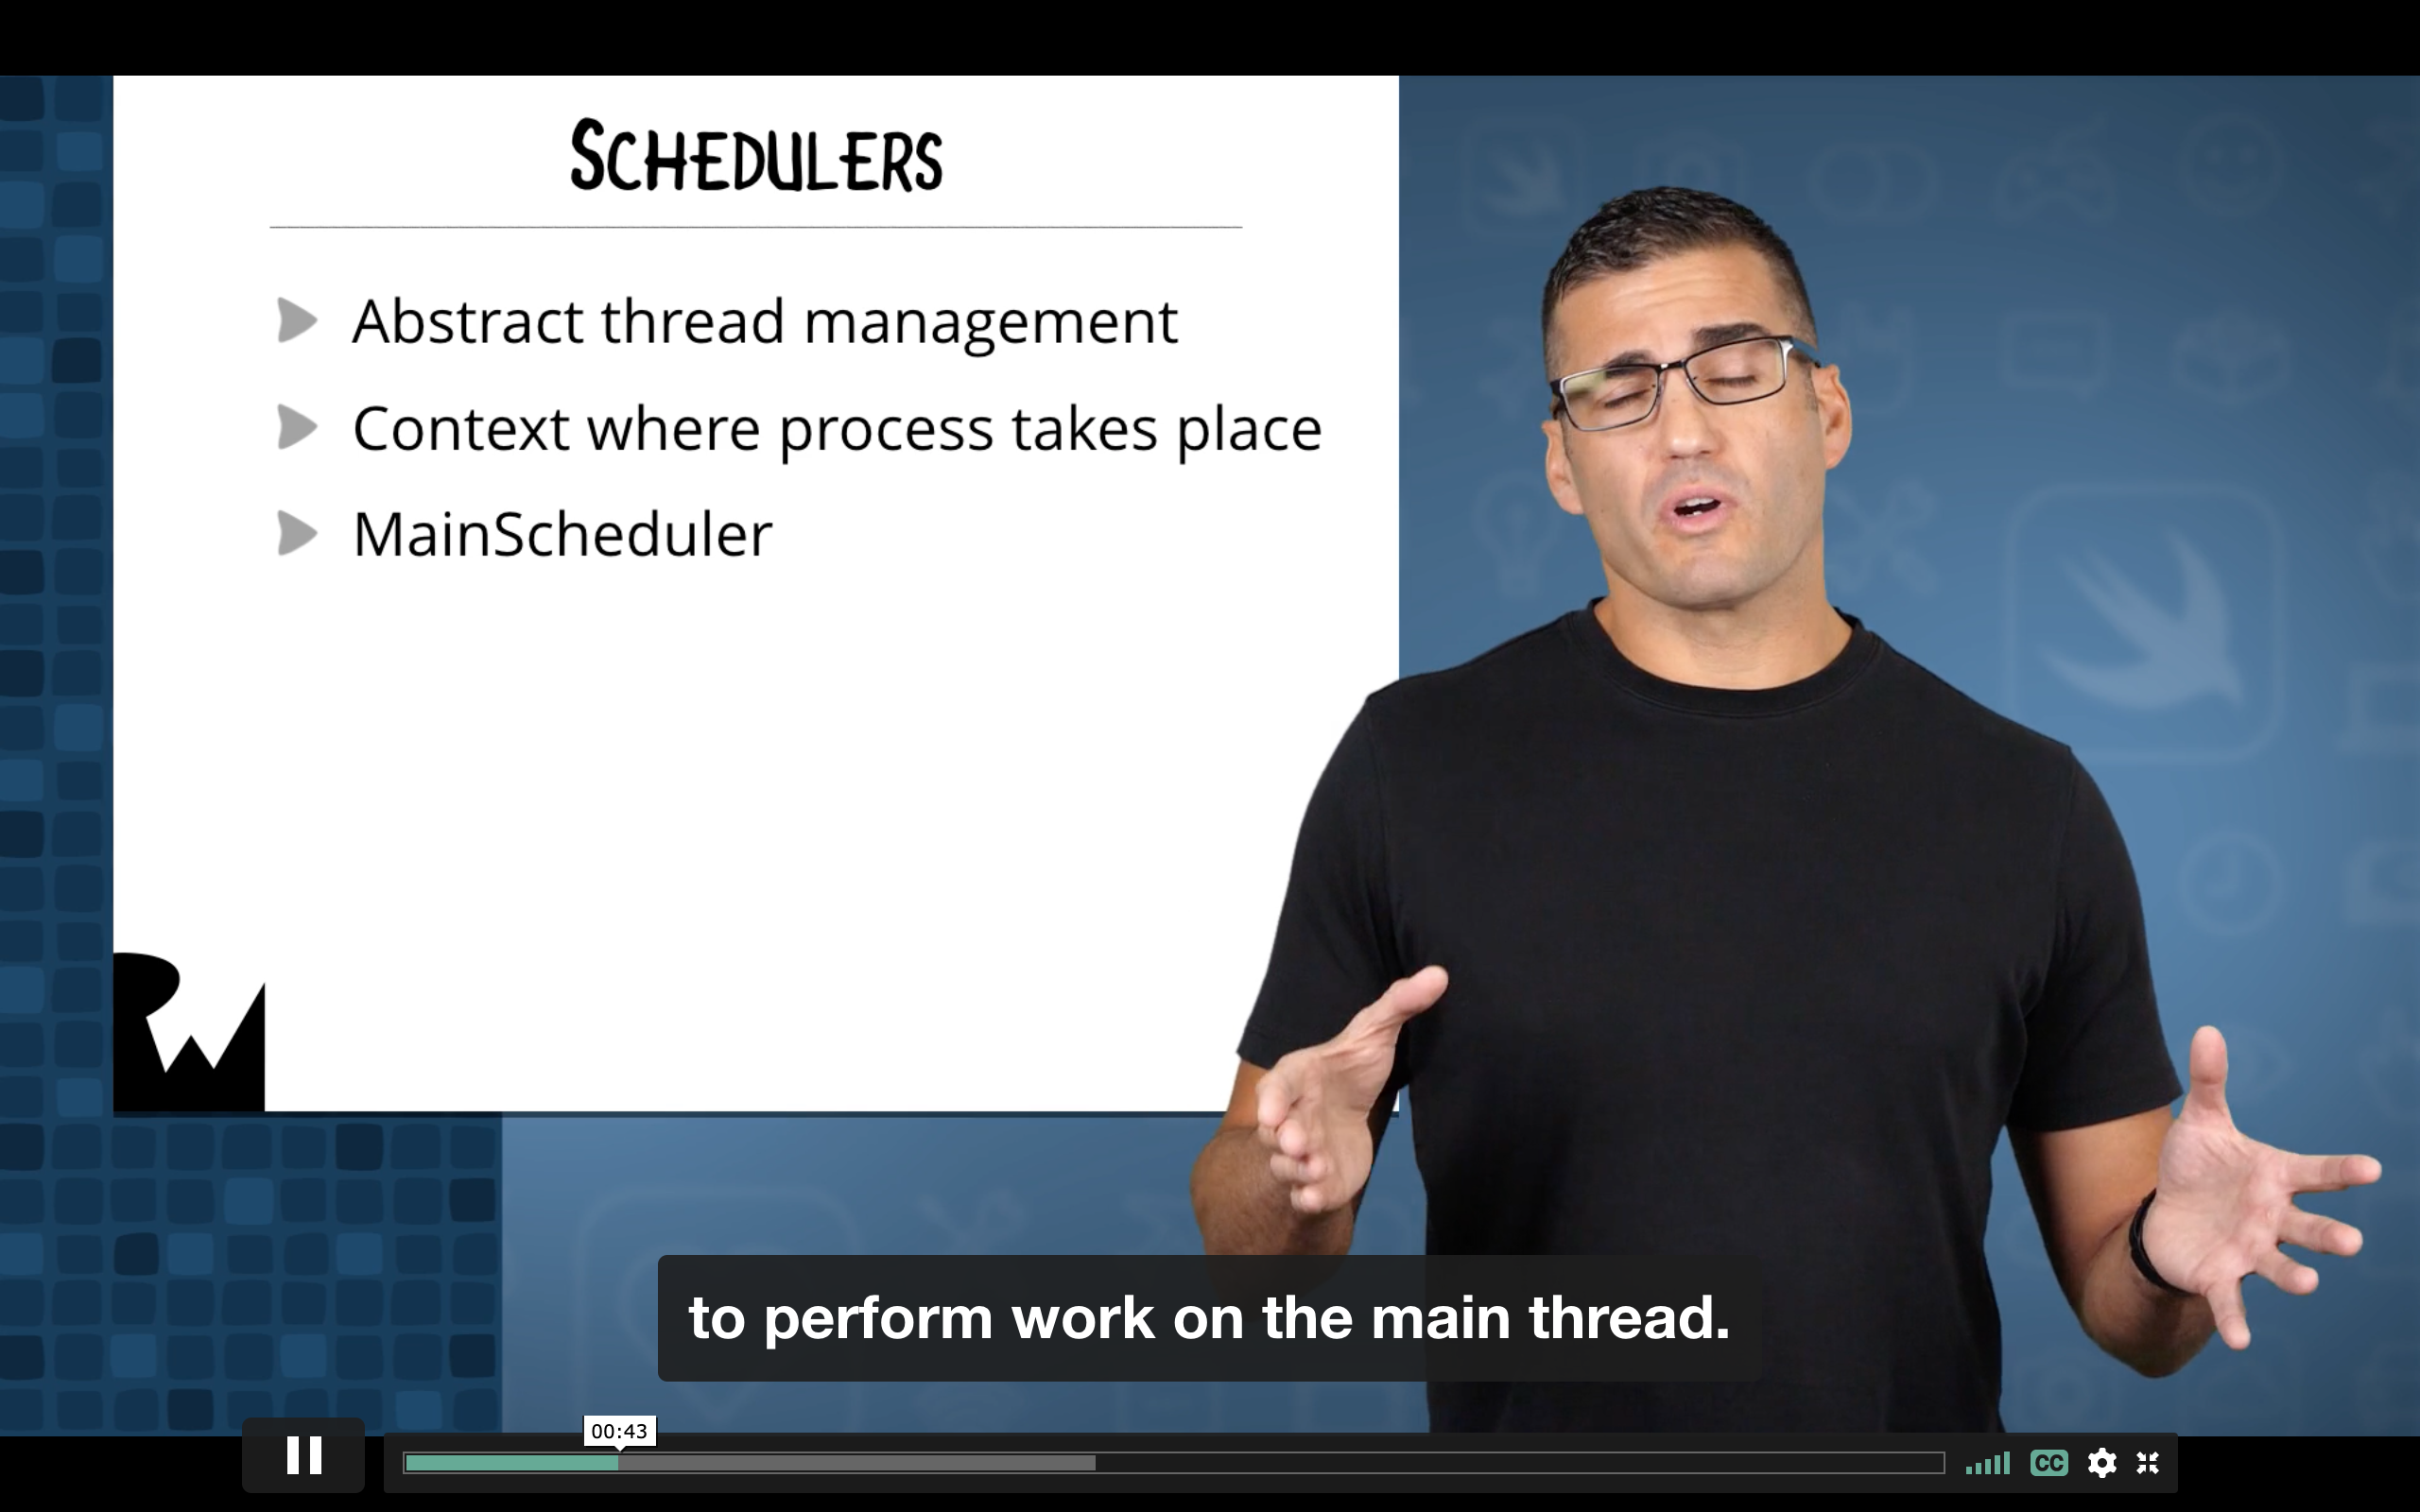 SCHEDULERS
Abstract thread management
Context where process takes place
MainScheduler
RW
to perform work on the main thread.
00:43
CC